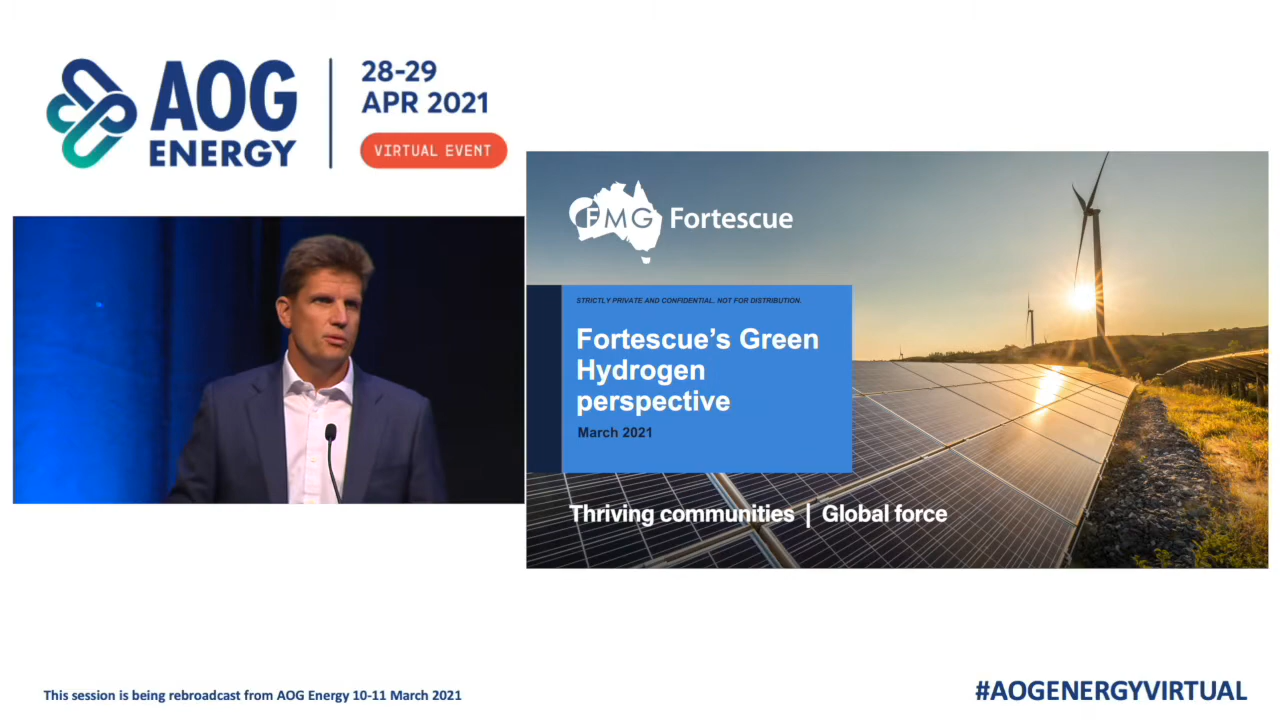 AOG
ENERGY
28-29
APR 2021
VIRTUAL EVENT
FMG Fortescue
STRICTLY PRIVATE AND CONFIDENTIAL. NOT FOR DISTRIBUTION.
Fortescue's Green
Hydrogen
perspective
March 2021
Thriving communities | Global force
This session is being rebroadcast from AOG Energy 10-11 March 2021
#AOGENERGYVIRTUAL